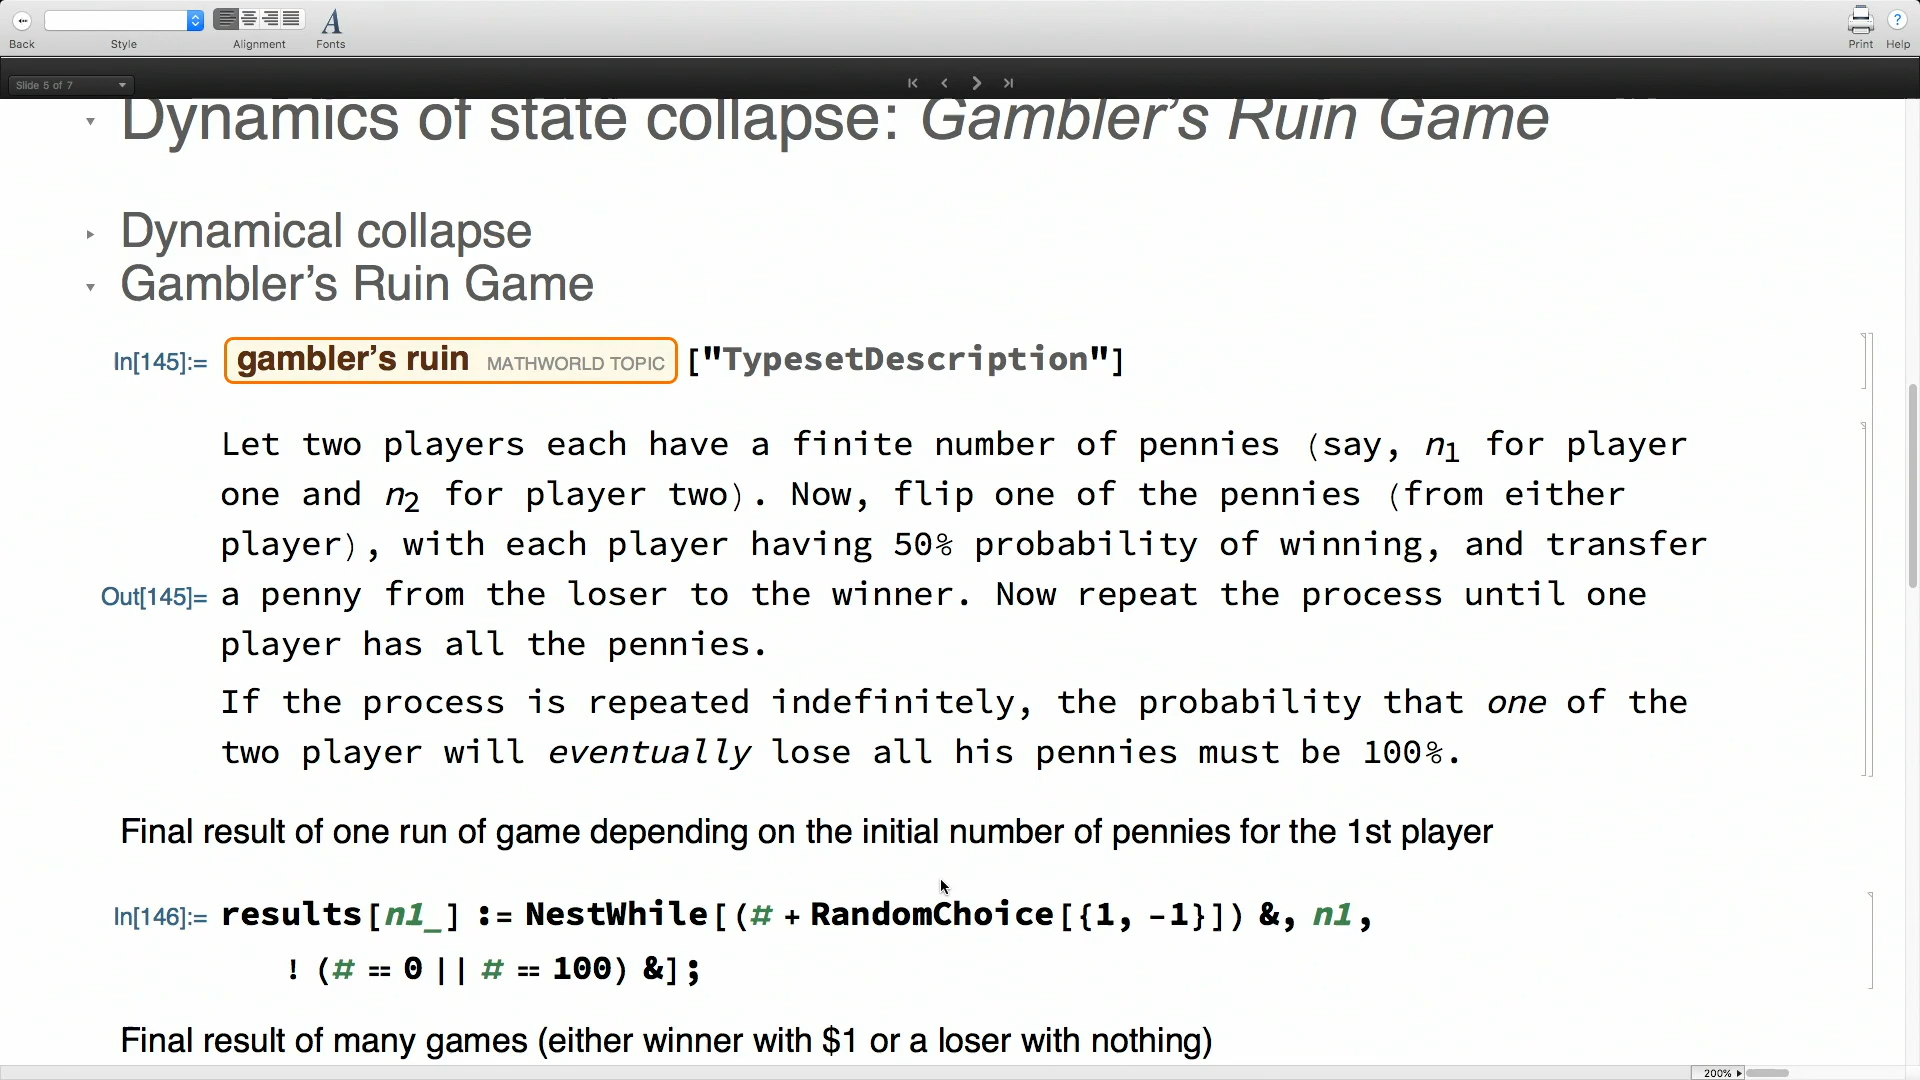 Back
Style
Alignment
A
Fonts
Print
?
Help
Slide 5 of 7
Dynamics of state collapse: Gambler's Ruin Game
Dynamical collapse
Gambler's Ruin Game
In[145]:= gambler's ruin MATHWORLD TOPIC ["TypesetDescription"]
Let two players each have a finite number of pennies (say, n₁ for player
one and n₂ for player two). Now, flip one of the pennies (from either
player), with each player having 50% probability of winning, and transfer
Out[145]= a penny from the loser to the winner. Now repeat the process until one
player has all the pennies.
If the process is repeated indefinitely, the probability that one of the
two player will eventually lose all his pennies must be 100%.
Final result of one run of game depending on the initial number of pennies for the 1st player
In[146]:= results[n1_] := NestWhile[(# + RandomChoice[{1, -1}]) &, n1,
! (# == 0 || # == 100) &];
Final result of many games (either winner with $1 or a loser with nothing)
200%